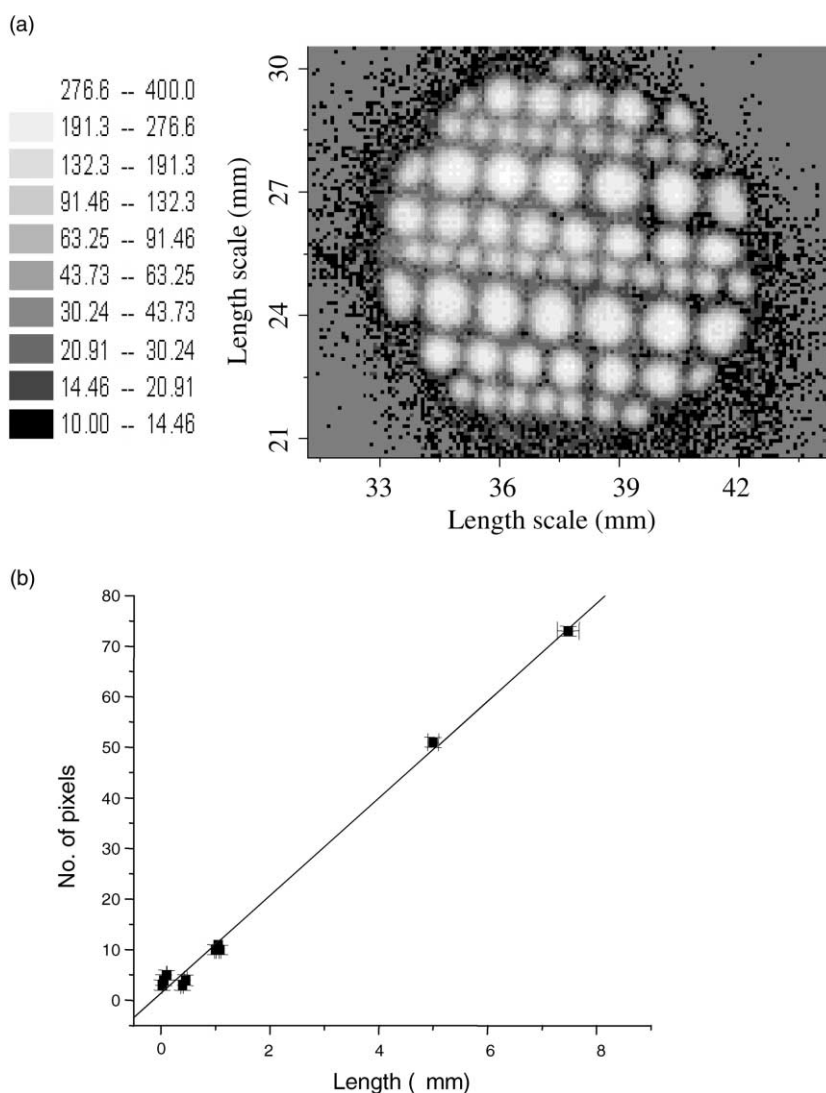 (a)
276.6 -- 400.0
191.3 -- 276.6
132.3 -- 191.3
91.46 -- 132.3
63.25 -- 91.46
43.73 -- 63.25
30.24 -- 43.73
20.91 -- 30.24
14.46 -- 20.91
10.00 -- 14.46
Length scale (mm)
30
27
24
21
33
36
39
42
Length scale (mm)
(b)
No. of pixels
80
70
60
50
40
30
20
10
0
0
2
4
6
8
Length ( mm)